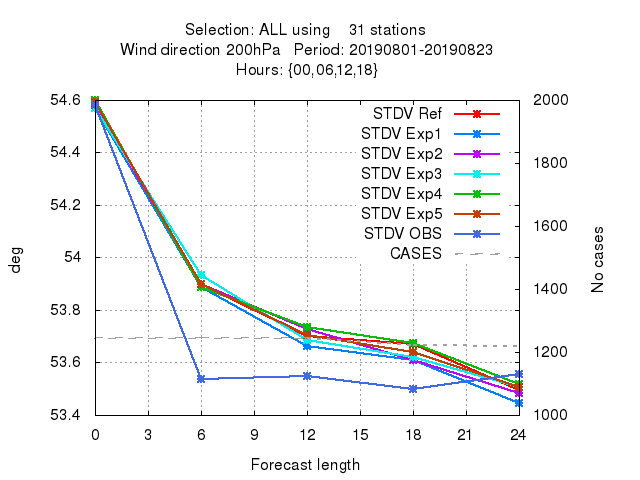 Selection: ALL using    31 stations
Wind direction 200hPa   Period: 20190801-20190823
Hours: {00,06,12,18}
54.6
54.4
54.2
54
53.8
53.6
53.4
deg
2000
1800
1600
1400
1200
1000
No cases
STDV Ref
STDV Exp1
STDV Exp2
STDV Exp3
STDV Exp4
STDV Exp5
STDV OBS
CASES
0 3 6 9 12 15 18 21 24
Forecast length